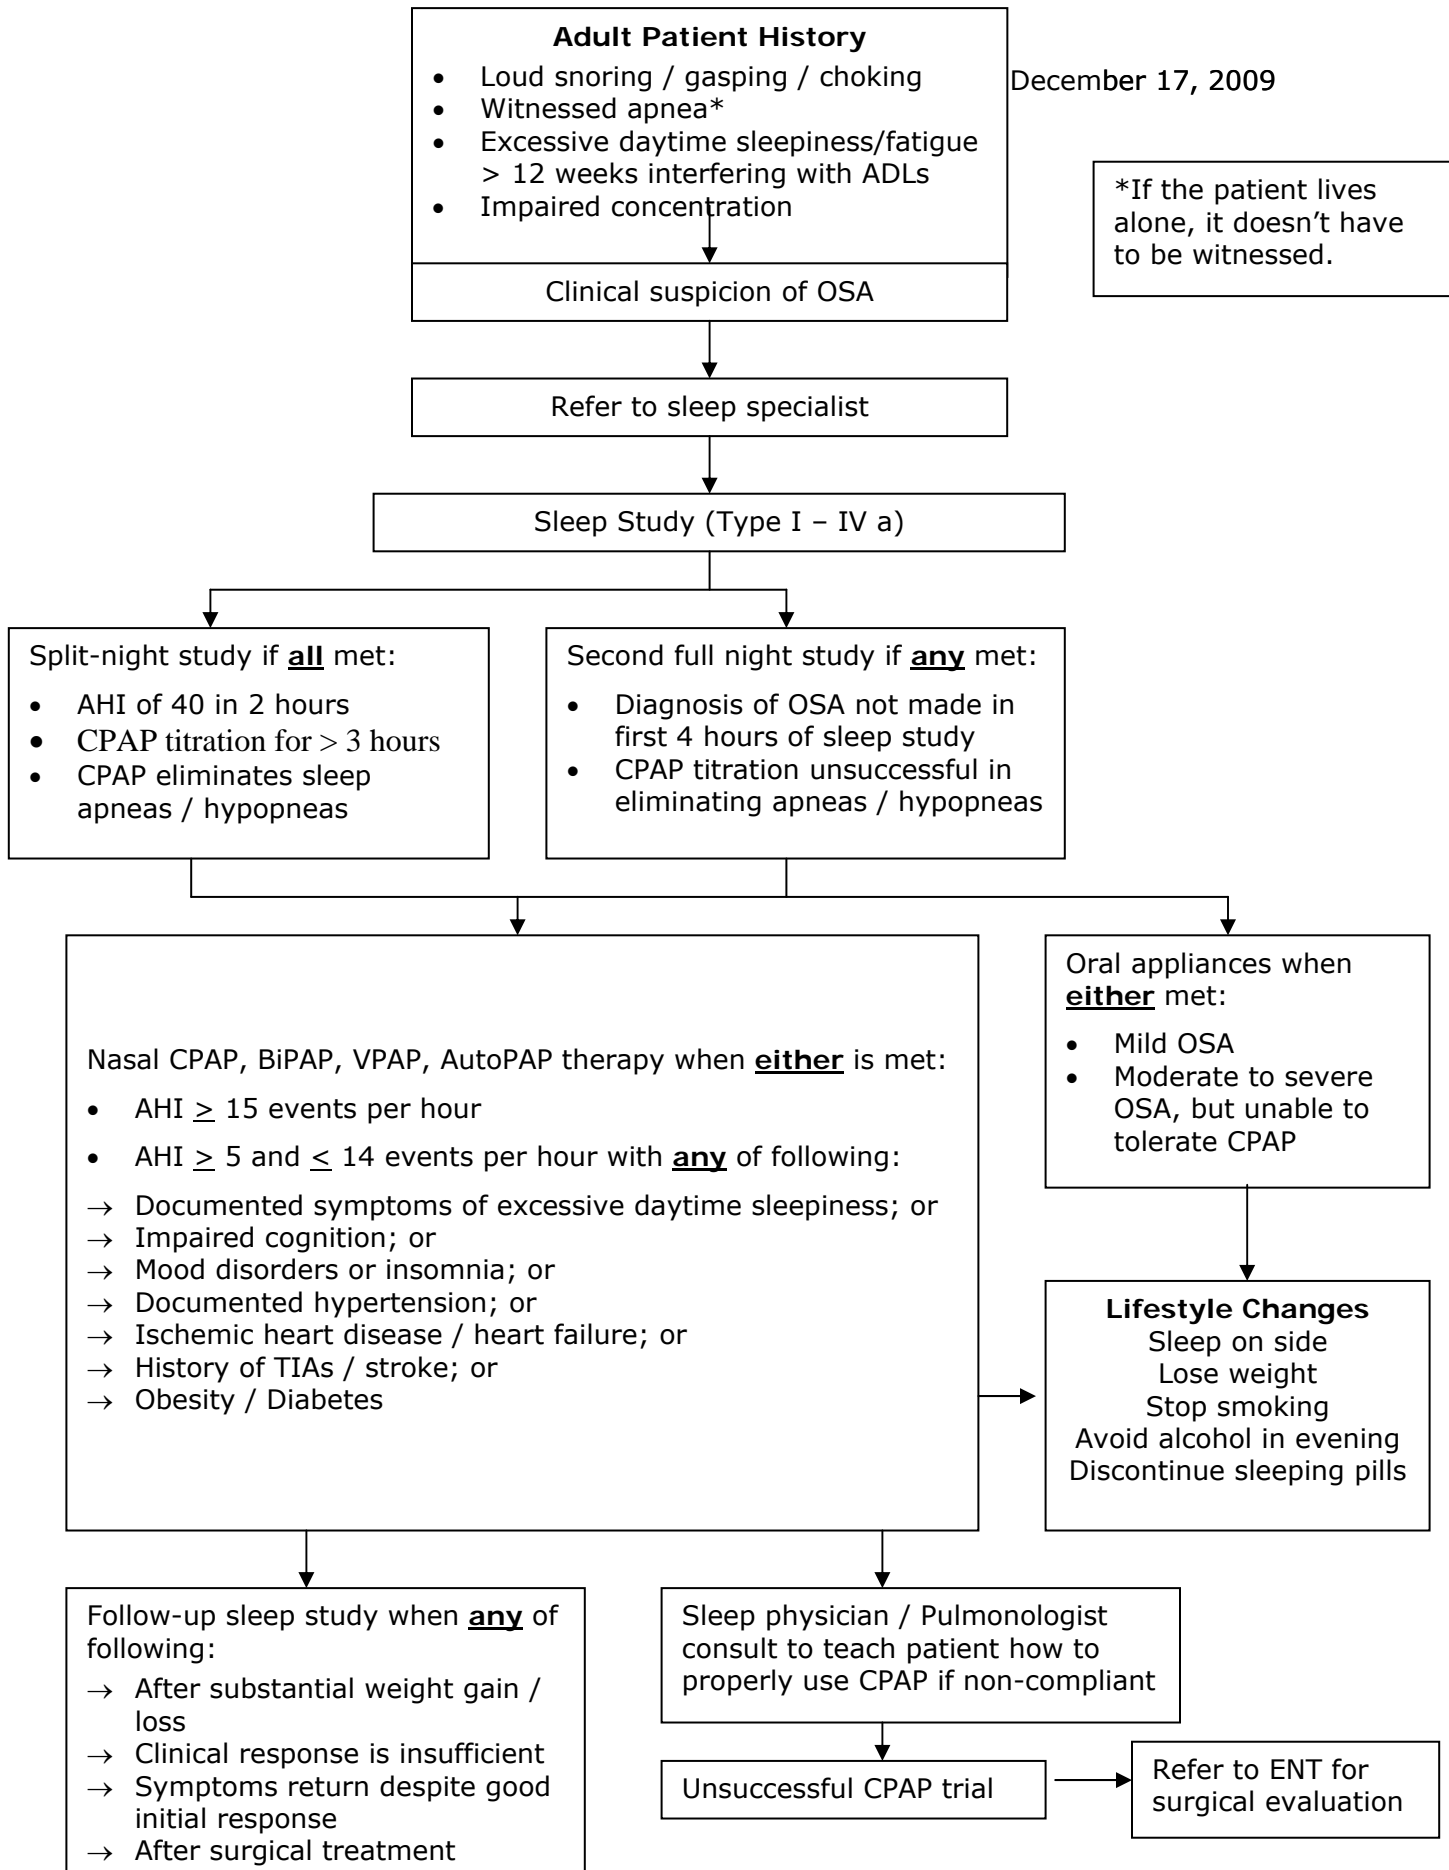 Adult Patient History
• Loud snoring / gasping / choking
• Witnessed apnea*
• Excessive daytime sleepiness/fatigue
> 12 weeks interfering with ADLs
• Impaired concentration
December 17, 2009
*If the patient lives
alone, it doesn't have
to be witnessed.
Clinical suspicion of OSA
Refer to sleep specialist
Sleep Study (Type I – IV a)
Split-night study if all met:
• AHI of 40 in 2 hours
• CPAP titration for > 3 hours
• CPAP eliminates sleep
apneas / hypopneas
Second full night study if any met:
• Diagnosis of OSA not made in
first 4 hours of sleep study
• CPAP titration unsuccessful in
eliminating apneas / hypopneas
Nasal CPAP, BiPAP, VPAP, AutoPAP therapy when either is met:
• AHI > 15 events per hour
• AHI > 5 and < 14 events per hour with any of following:
→ Documented symptoms of excessive daytime sleepiness; or
→ Impaired cognition; or
→ Mood disorders or insomnia; or
→ Documented hypertension; or
→ Ischemic heart disease / heart failure; or
→ History of TIAs / stroke; or
→ Obesity / Diabetes
Oral appliances when
either met:
• Mild OSA
• Moderate to severe
OSA, but unable to
tolerate CPAP
Lifestyle Changes
Sleep on side
Lose weight
Stop smoking
Avoid alcohol in evening
Discontinue sleeping pills
Follow-up sleep study when any of
following:
→ After substantial weight gain /
loss
→ Clinical response is insufficient
→ Symptoms return despite good
initial response
→ After surgical treatment
Sleep physician / Pulmonologist
consult to teach patient how to
properly use CPAP if non-compliant
Unsuccessful CPAP trial
Refer to ENT for
surgical evaluation